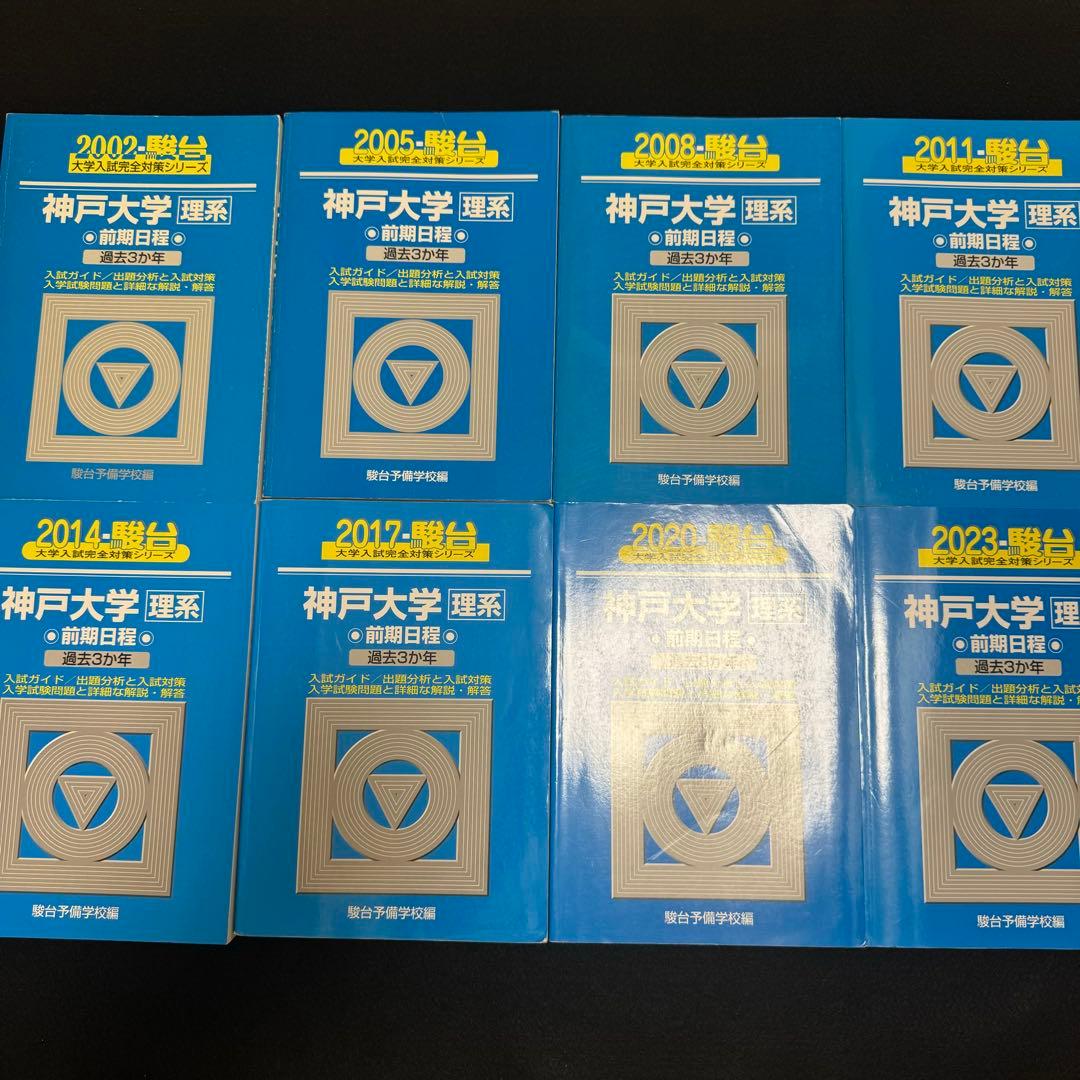 2002-駿台
大学入試完全対策シリーズ
神戸大学 理系
前期日程
過去3か年
入試ガイド/出題分析と入試対策
入学試験問題と詳細な解説・解答
駿台予備学校編
2005-駿台
大学入試完全対策シリーズ
神戸大学 理系
前期日程
過去3か年
入試ガイド/出題分析と入試対策
入学試験問題と詳細な解説・解答
駿台予備学校編
2008-駿台
大学入試完全対策シリーズ
神戸大学 理系
前期日程
過去3か年
入試ガイド/出題分析と入試対策
入学試験問題と詳細な解説・解答
駿台予備学校編
2011-駿台
大学入試完全対策シリーズ
神戸大学 理系
前期日程
過去3か年
入試ガイド/出題分析と入試対策
入学試験問題と詳細な解説・解答
駿台予備学校編
2014-駿台
大学入試完全対策シリーズ
神戸大学 理系
前期日程
過去3か年
入試ガイド/出題分析と入試対策
入学試験問題と詳細な解説・解答
駿台予備学校編
2017-駿台
大学入試完全対策シリーズ
神戸大学 理系
前期日程
過去3か年
入試ガイド/出題分析と入試対策
入学試験問題と詳細な解説・解答
駿台予備学校編
2020-駿台
大学入試完全対策シリーズ
神戸大学 理系
前期日程
駿台予備学校編
2023-駿台
大学入試完全対策シリーズ
神戸大学 理
前期日程
過去3か年
入試ガイド/出題分析と入試
入学試験問題と詳細な解説・
駿台予備学校編